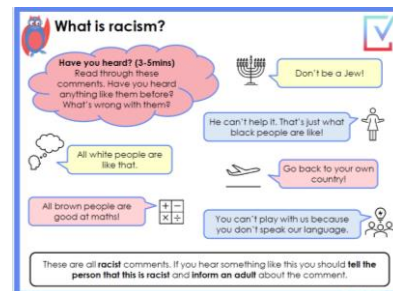 What is racism?
Have you heard? (3-5mins)
Read through these
comments. Have you heard
anything like them before?
What's wrong with them?
Don't be a Jew!
He can't help it. That's just what
black people are like!
All white people are
like that.
Go back to your own
country!
All brown people are
good at maths!
You can't play with us because
you don't speak our language.
These are all racist comments. If you hear something like this you should tell the
person that this is racist and inform an adult about the comment.